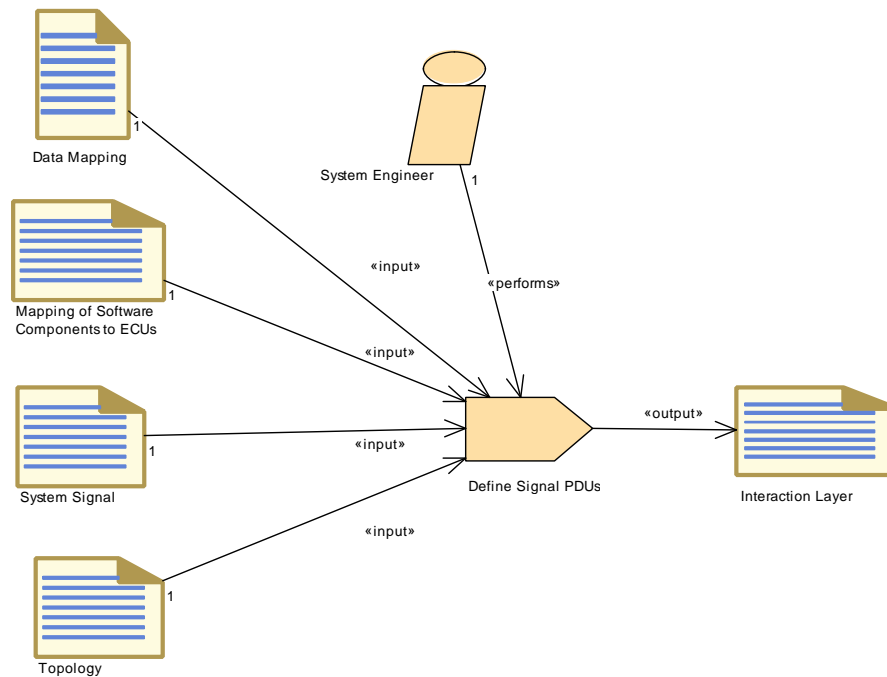 1
Data Mapping
System Engineer
1
«input»
«performs»
1
Mapping of Software
Components to ECUs
«input»
«output»
1
«input»
System Signal
Define Signal PDUs
Interaction Layer
«input»
1
Topology